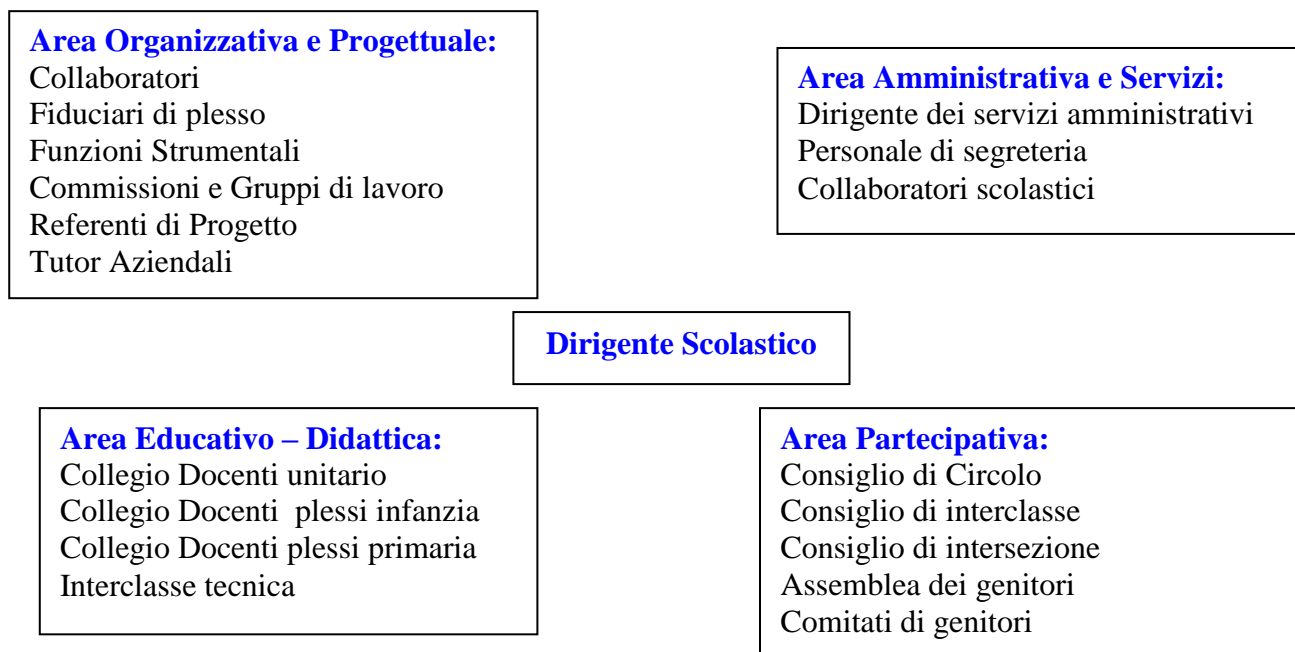 Area Organizzativa e Progettuale:
Collaboratori
Fiduciari di plesso
Funzioni Strumentali
Commissioni e Gruppi di lavoro
Referenti di Progetto
Tutor Aziendali
Area Amministrativa e Servizi:
Dirigente dei servizi amministrativi
Personale di segreteria
Collaboratori scolastici
Dirigente Scolastico
Area Educativo – Didattica:
Collegio Docenti unitario
Collegio Docenti plessi infanzia
Collegio Docenti plessi primaria
Interclasse tecnica
Area Partecipativa:
Consiglio di Circolo
Consiglio di interclasse
Consiglio di intersezione
Assemblea dei genitori
Comitati di genitori